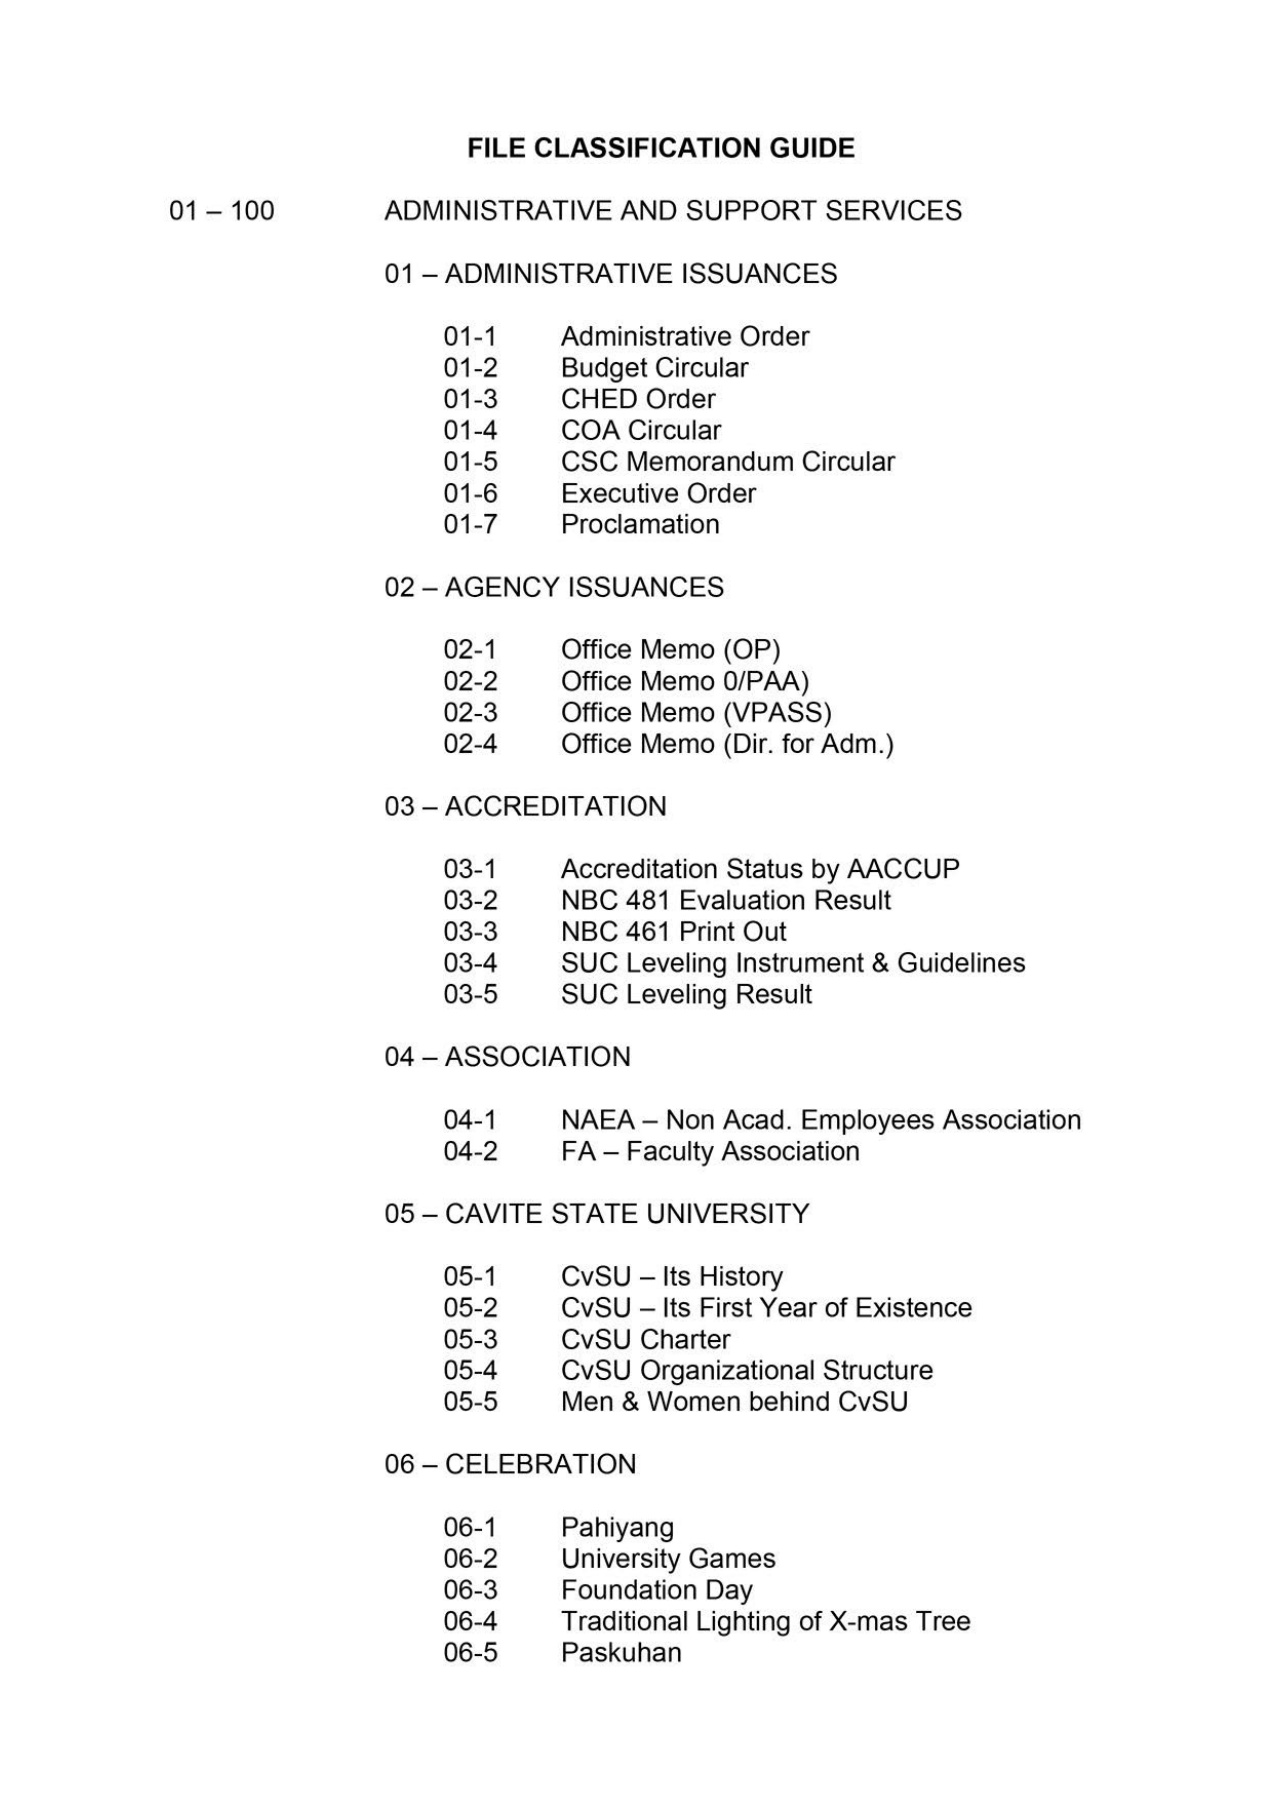 FILE CLASSIFICATION GUIDE
01 – 100 ADMINISTRATIVE AND SUPPORT SERVICES
01 – ADMINISTRATIVE ISSUANCES
01-1 Administrative Order
01-2 Budget Circular
01-3 CHED Order
01-4 COA Circular
01-5 CSC Memorandum Circular
01-6 Executive Order
01-7 Proclamation
02 – AGENCY ISSUANCES
02-1 Office Memo (OP)
02-2 Office Memo 0/PAA)
02-3 Office Memo (VPASS)
02-4 Office Memo (Dir. for Adm.)
03 – ACCREDITATION
03-1 Accreditation Status by AACCUP
03-2 NBC 481 Evaluation Result
03-3 NBC 461 Print Out
03-4 SUC Leveling Instrument & Guidelines
03-5 SUC Leveling Result
04 – ASSOCIATION
04-1 NAEA – Non Acad. Employees Association
04-2 FA – Faculty Association
05 – CAVITE STATE UNIVERSITY
05-1 CvSU – Its History
05-2 CvSU – Its First Year of Existence
05-3 CvSU Charter
05-4 CvSU Organizational Structure
05-5 Men & Women behind CvSU
06 – CELEBRATION
06-1 Pahiyang
06-2 University Games
06-3 Foundation Day
06-4 Traditional Lighting of X-mas Tree
06-5 Paskuhan